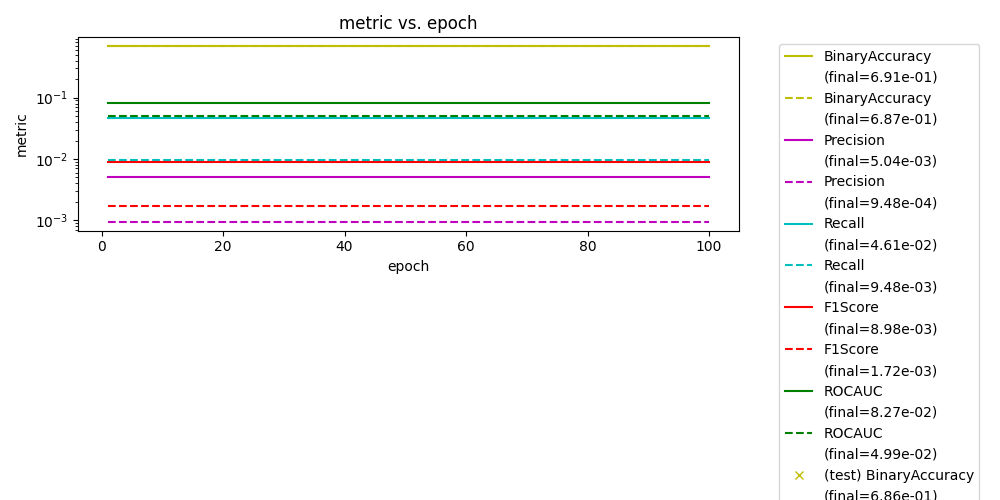 metric vs. epoch
metric
10⁻¹
10⁻²
10⁻³
0 20 40 60 80 100
epoch
BinaryAccuracy
(final=6.91e-01)
BinaryAccuracy
(final=6.87e-01)
Precision
(final=5.04e-03)
Precision
(final=9.48e-04)
Recall
(final=4.61e-02)
Recall
(final=9.48e-03)
F1Score
(final=8.98e-03)
F1Score
(final=1.72e-03)
ROCAUC
(final=8.27e-02)
ROCAUC
(final=4.99e-02)
(test) BinaryAccuracy
(final=6.86e-01)